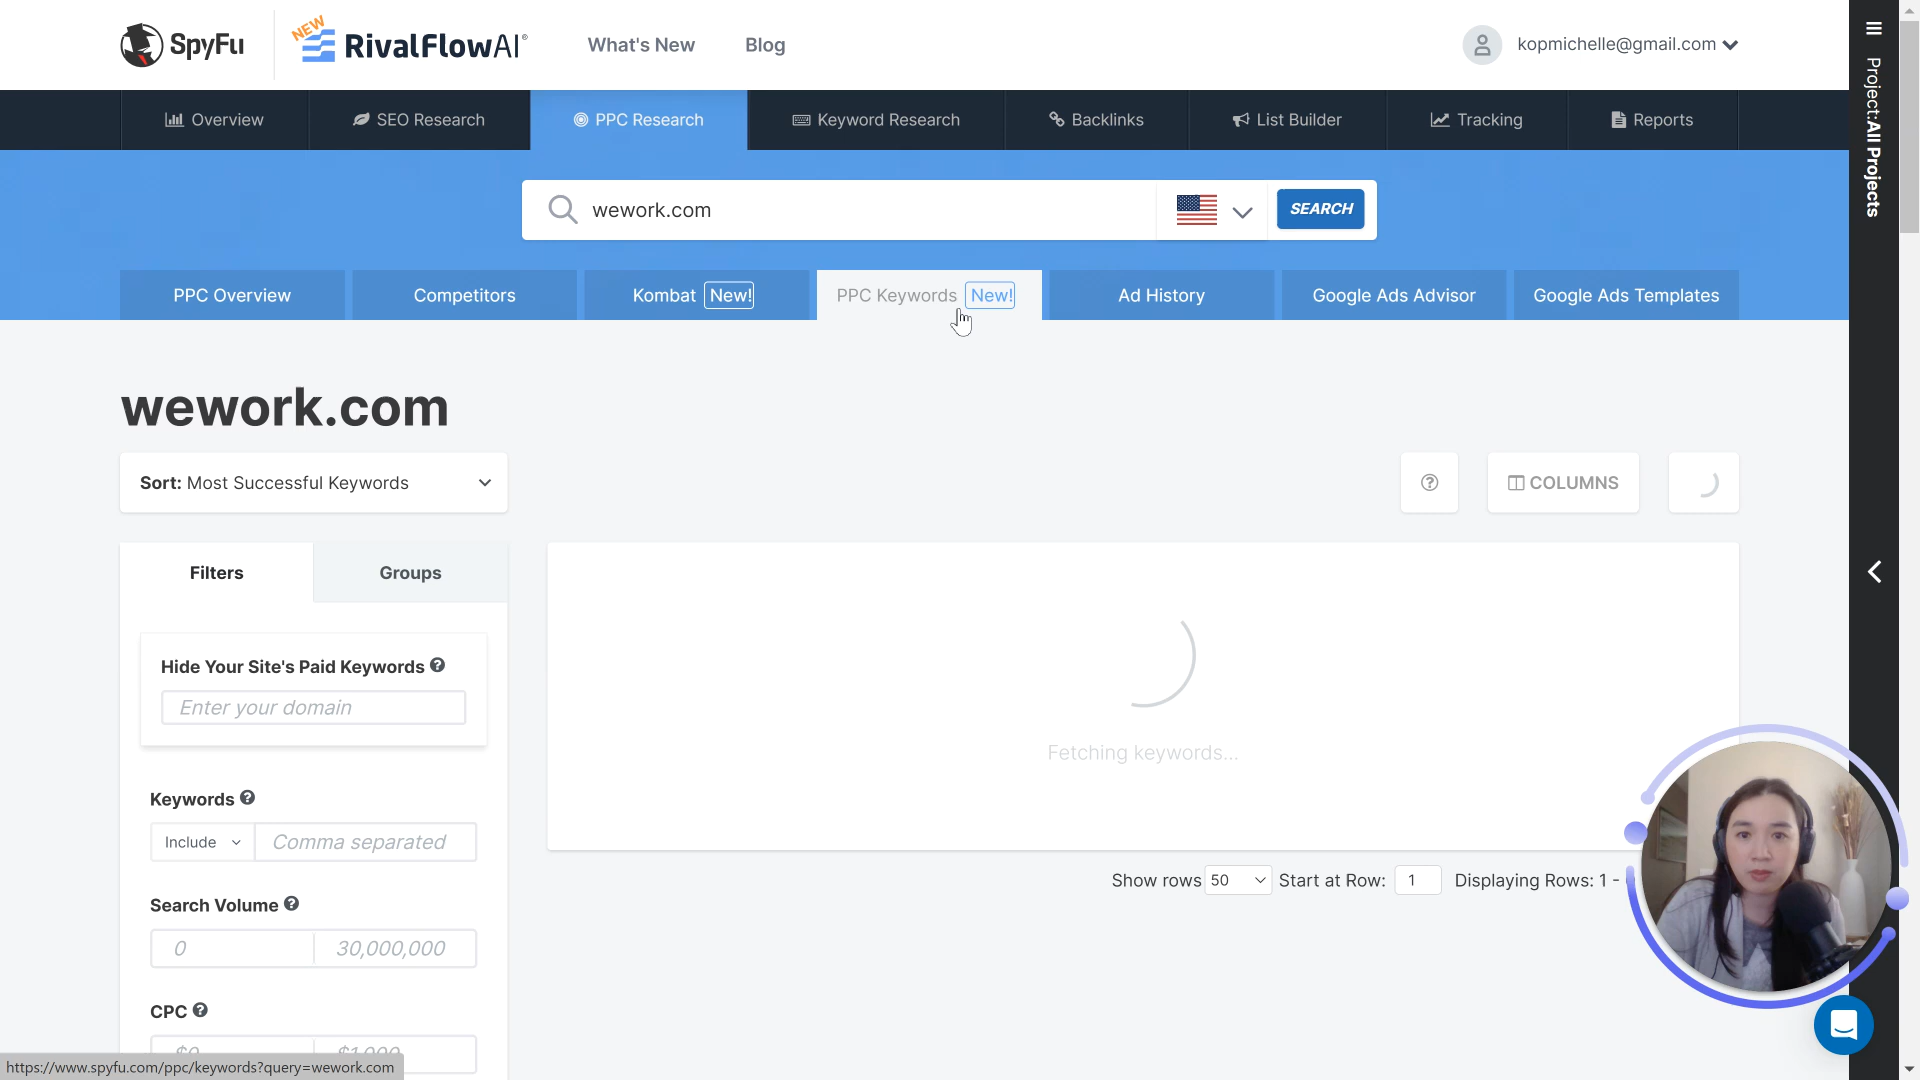 SpyFu
NEW
RivalFlowAI®
What's New
Blog
kopmichelle@gmail.com
Project:All Projects
Overview
SEO Research
PPC Research
Keyword Research
Backlinks
List Builder
Tracking
Reports
wework.com
SEARCH
PPC Overview
Competitors
Kombat New!
PPC Keywords New!
Ad History
Google Ads Advisor
Google Ads Templates
wework.com
Sort: Most Successful Keywords
COLUMNS
Filters
Groups
Hide Your Site's Paid Keywords
Enter your domain
Fetching keywords...
Keywords
Include
Comma separated
Show rows 50 Start at Row: 1 Displaying Rows: 1 -
Search Volume
0
30,000,000
CPC
$0
$1,000
https://www.spyfu.com/ppc/keywords?query=wework.com